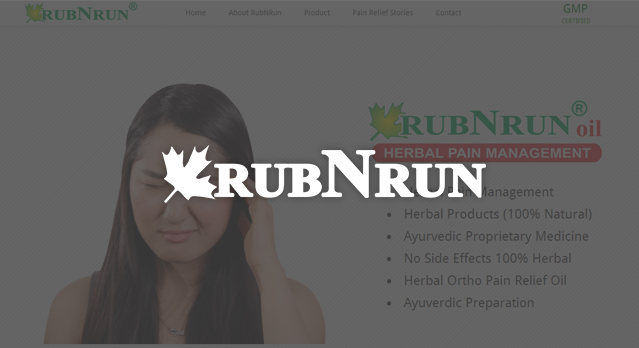 RUBNRUN®
Home About RubNRun Product Pain Relief Stories Contact
GMP
CERTIFIED
RUBNRUN® oil
HERBAL PAIN MANAGEMENT
RUBNRUN
Management
• Herbal Products (100% Natural)
• Ayurvedic Proprietary Medicine
• No Side Effects 100% Herbal
• Herbal Ortho Pain Relief Oil
• Ayuverdic Preparation